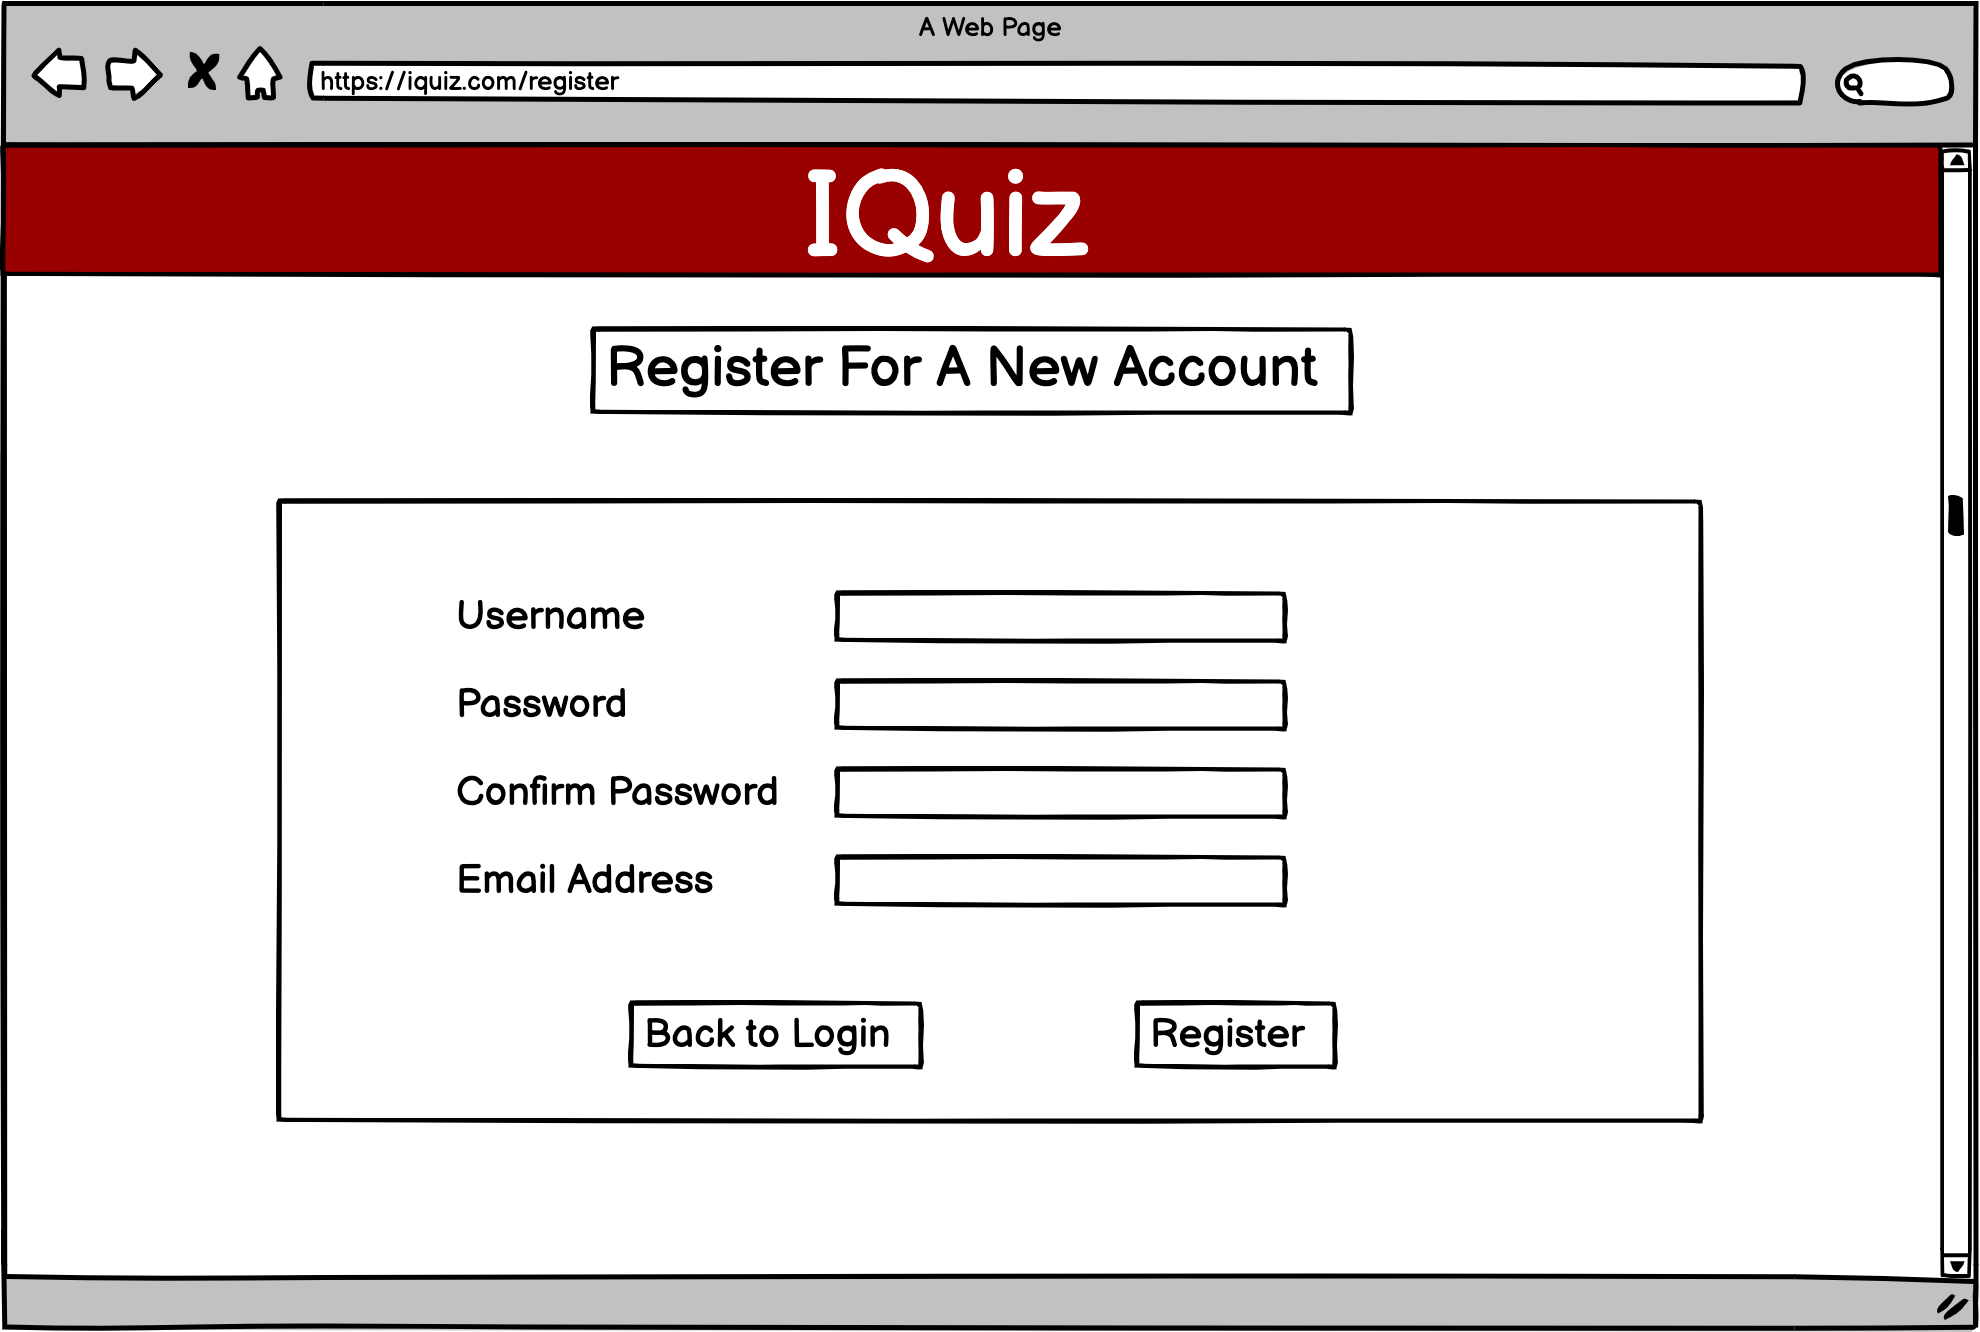 A Web Page
https://iquiz.com/register
IQuiz
Register For A New Account
Username
Password
Confirm Password
Email Address
Back to Login
Register